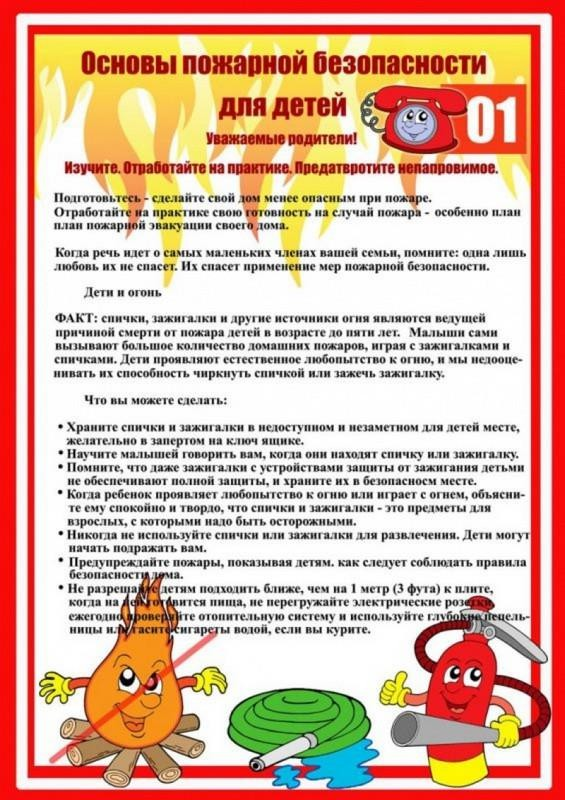 Основы пожарной безопасности
для детей
01
Уважаемые родители!
Изучите. Отработайте на практике. Предатвротите непапровимое.
Подготовьтесь - сделайте свой дом менее опасным при пожаре.
Отработайте на практике свою готовность на случай пожара - особенно план
план пожарной эвакуации своего дома.
Когда речь идет о самых маленьких членах вашей семьи, помните: одна лишь
любовь их не спасет. Их спасет применение мер пожарной безопасности.
Дети и огонь
ФАКТ: спички, зажигалки и другие источники огня являются ведущей
причиной смерти от пожара детей в возрасте до пяти лет. Малыши сами
вызывают большое количество домашних пожаров, играя с зажигалками и
спичками. Дети проявляют естественное любопытство к огню, и мы недооце-
нивать их способность чиркнуть спичкой или зажечь зажигалку.
Что вы можете сделать:
• Храните спички и зажигалки в недоступном и незаметном для детей месте,
желательно в запертом на ключ ящике.
• Научите малышей говорить вам, когда они находят спичку или зажигалку.
• Помните, что даже зажигалки с устройствами защиты от зажигания детьми
не обеспечивают полной защиты, и храните их в безопасносм месте.
• Когда ребенок проявляет любопытство к огню или играет с огнем, объясни-
те ему спокойно и твордо, что спички и зажигалки - это предметы для
взрослых, с которыми надо быть осторожными.
• Никогда не используйте спички или зажигалки для развлечения. Дети могут
начать подражать вам.
• Предупреждайте пожары, показывая детям. как следует соблюдать правила
безопасности дома.
• Не разрешайте детям подходить ближе, чем на 1 метр (3 фута) к плите,
когда на ней готовится пища, не перегружайте электрические розетки,
ежегодно проверяйте отопительную систему и используйте глубокие пепель-
ницы или гасите сигареты водой, если вы курите.